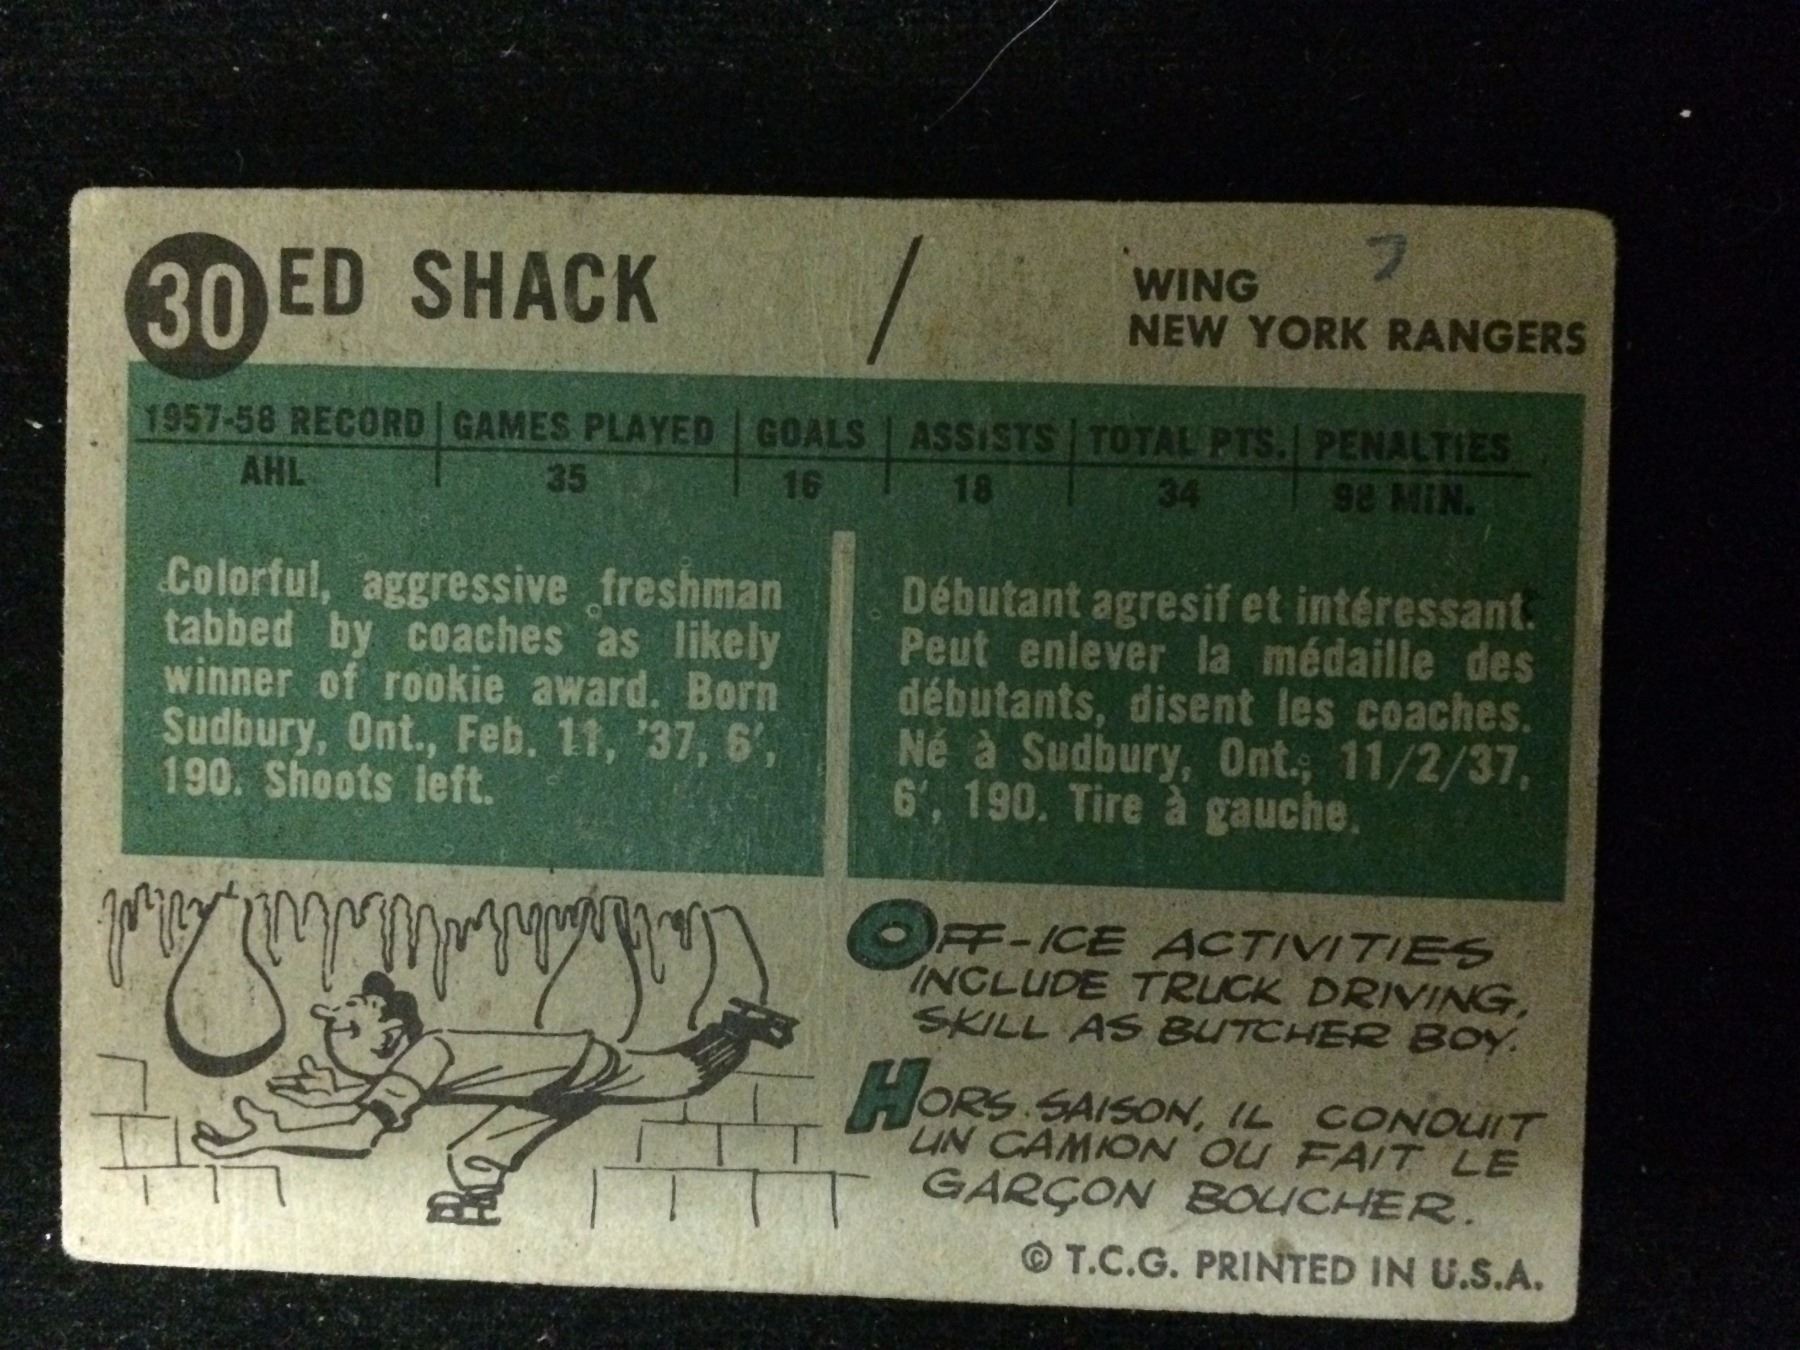 30 ED SHACK / WING 7
NEW YORK RANGERS
1957-58 RECORD GAMES PLAYED GOALS ASSISTS TOTAL PTS. PENALTIES
AHL 35 16 18 34 98 MIN.
Colorful, aggressive freshman
tabbed by coaches as likely
winner of rookie award. Born
Sudbury, Ont., Feb. 11, '37, 6',
190. Shoots left.
Débutant agresif et intéressant.
Peut enlever la médaille des
débutants, disent les coaches.
Né à Sudbury, Ont., 11/2/37,
6', 190. Tire à gauche.
OFF-ICE ACTIVITIES
INCLUDE TRUCK DRIVING,
SKILL AS BUTCHER BOY.
HORS SAISON, IL CONDUIT
UN CAMION OU FAIT LE
GARÇON BOUCHER.
© T.C.G. PRINTED IN U.S.A.